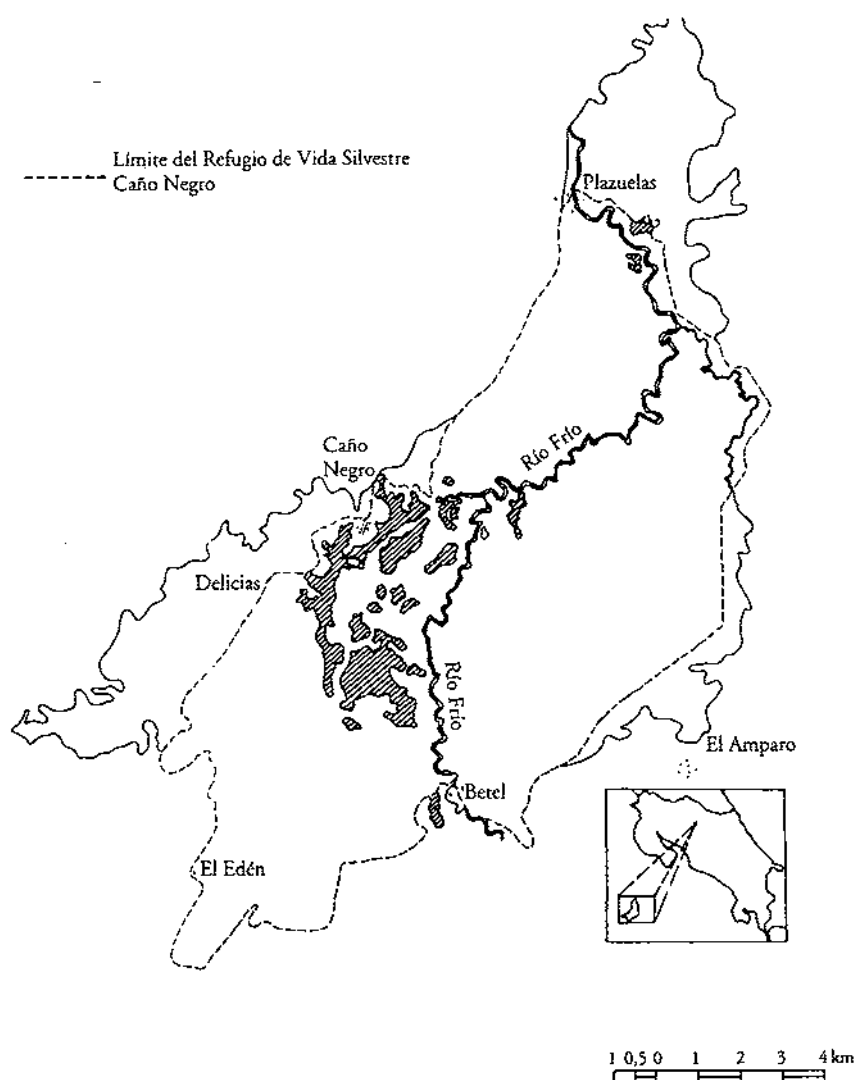 Límite del Refugio de Vida Silvestre
Caño Negro
Plazuelas
Río Frío
Caño
Negro
Delicias
Río Frío
El Amparo
Betel
El Edén
1 0,5 0 1 2 3 4 km